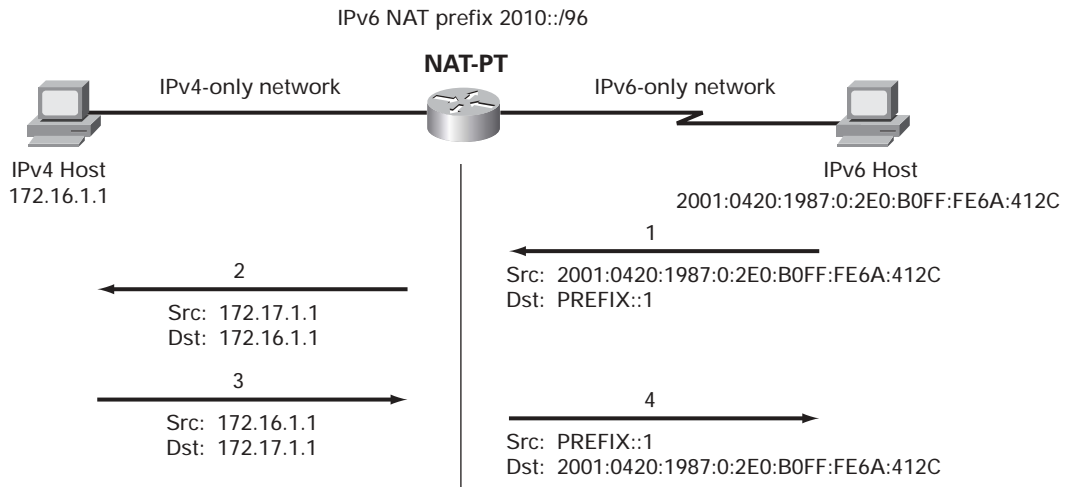 IPv6 NAT prefix 2010::/96
NAT-PT
IPv4-only network
IPv6-only network
IPv4 Host
172.16.1.1
IPv6 Host
2001:0420:1987:0:2E0:B0FF:FE6A:412C
1
Src: 2001:0420:1987:0:2E0:B0FF:FE6A:412C
Dst: PREFIX::1
2
Src: 172.17.1.1
Dst: 172.16.1.1
3
Src: 172.16.1.1
Dst: 172.17.1.1
4
Src: PREFIX::1
Dst: 2001:0420:1987:0:2E0:B0FF:FE6A:412C